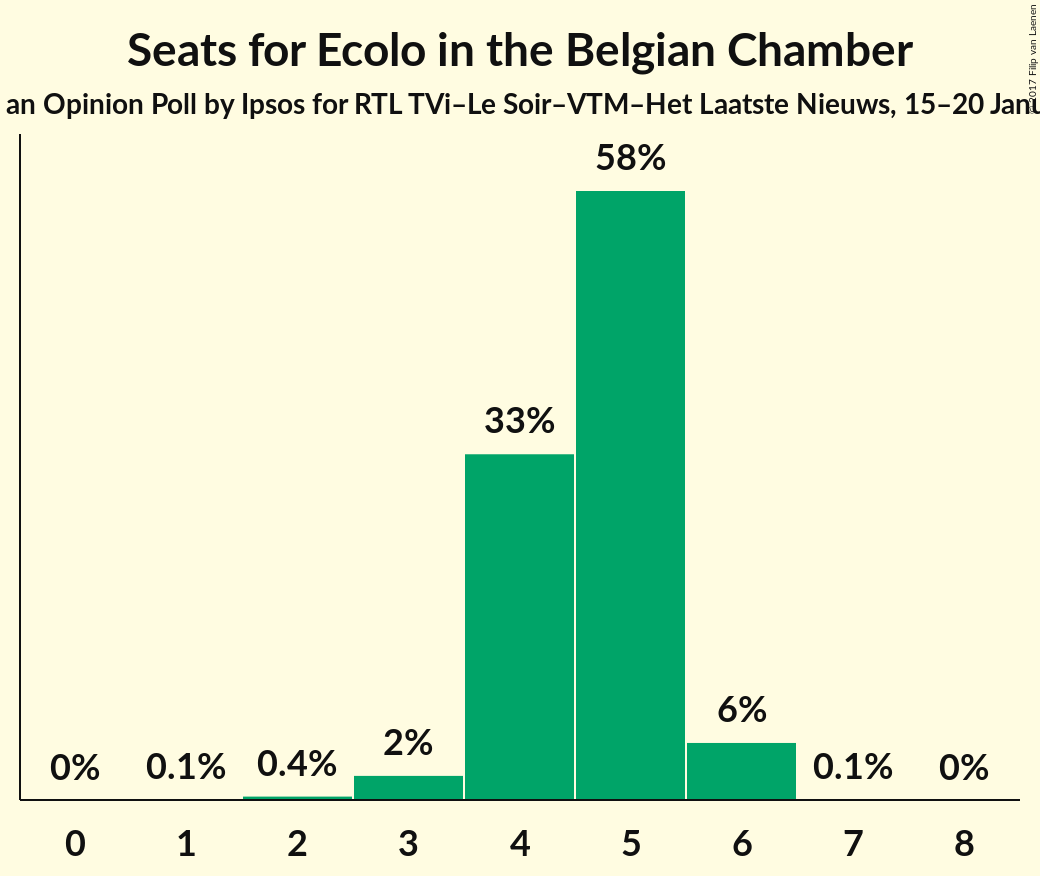 Seats for Ecolo in the Belgian Chamber
an Opinion Poll by Ipsos for RTL TVi–Le Soir–VTM–Het Laatste Nieuws, 15–20
© 2017 Filip van Laenen
58%
33%
6%
2%
0% 0.1% 0.4% 0.1% 0%
0 1 2 3 4 5 6 7 8